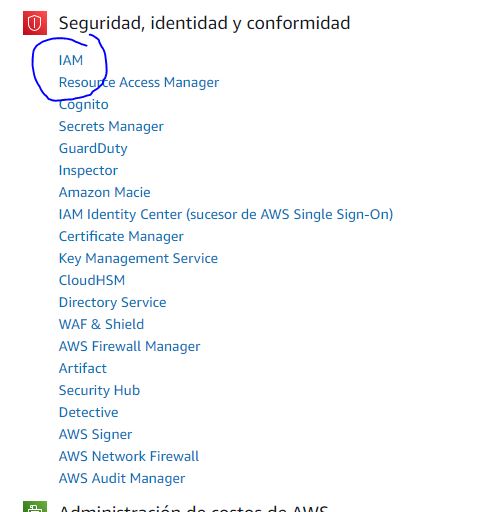 Seguridad, identidad y conformidad
IAM
Resource Access Manager
Cognito
Secrets Manager
GuardDuty
Inspector
Amazon Macie
IAM Identity Center (sucesor de AWS Single Sign-On)
Certificate Manager
Key Management Service
CloudHSM
Directory Service
WAF & Shield
AWS Firewall Manager
Artifact
Security Hub
Detective
AWS Signer
AWS Network Firewall
AWS Audit Manager
Administración de costos de AWS